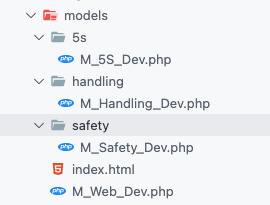 models
5s
php M_5S_Dev.php
handling
php M_Handling_Dev.php
safety
php M_Safety_Dev.php
5 index.html
php M_Web_Dev.php